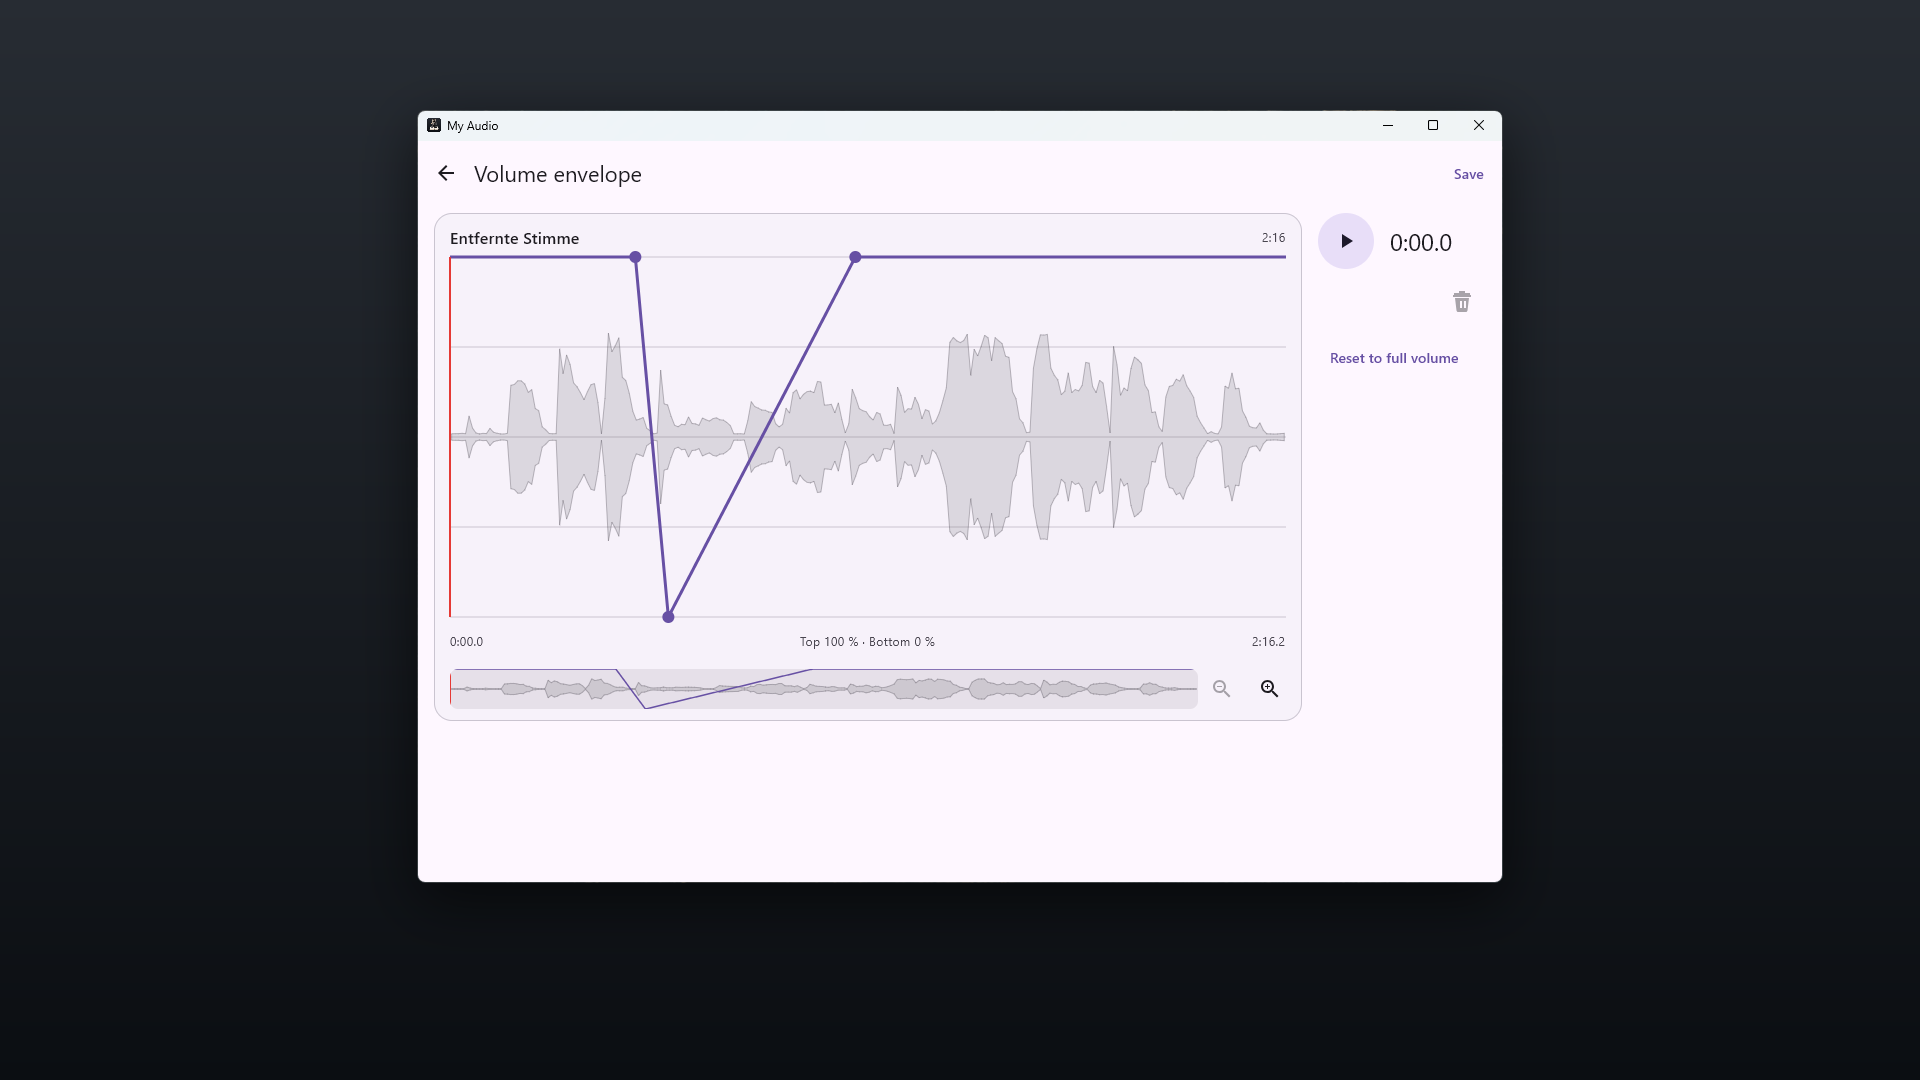 My Audio
Volume envelope
Save
Entfernte Stimme
2:16
0:00.0
Reset to full volume
0:00.0
Top 100 % · Bottom 0 %
2:16.2